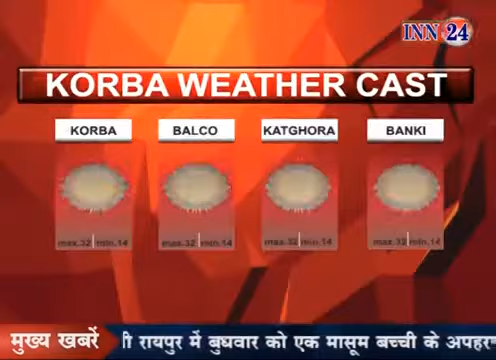 INN 24
KORBA WEATHER CAST
KORBA BALCO KATGHORA BANKI
max.32 min.14 max.32 min.14 max.32 min.14 max.32 min.14
मुख्य खबरें ी रायपुर में बुधवार को एक मासूम बच्ची के अपहर